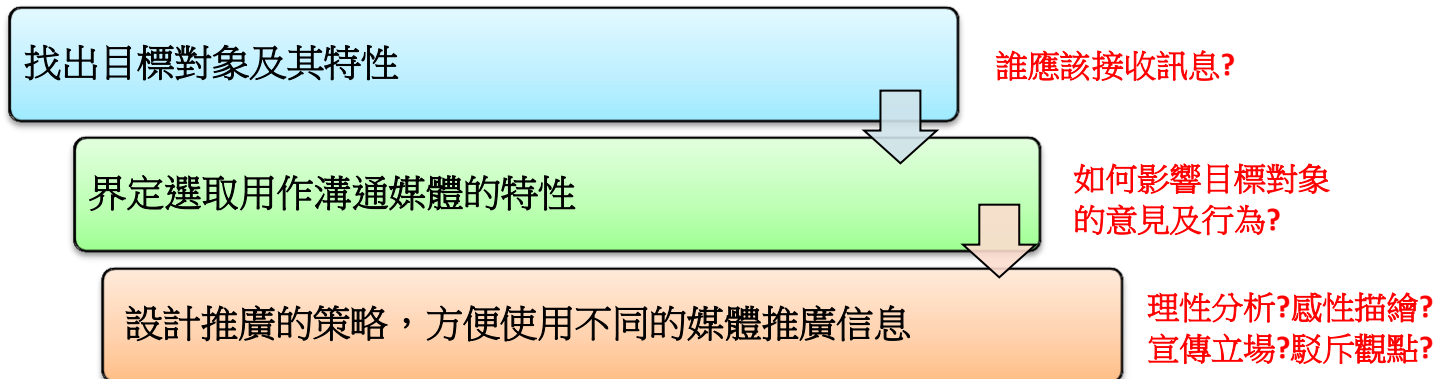 找出目標對象及其特性
誰應該接收訊息?
界定選取用作溝通媒體的特性
如何影響目標對象
的意見及行為?
設計推廣的策略，方便使用不同的媒體推廣信息
理性分析?感性描繪?
宣傳立場?駁斥觀點?